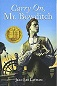 Carry On,
Mr. Bowditch
Jean Lee Latham